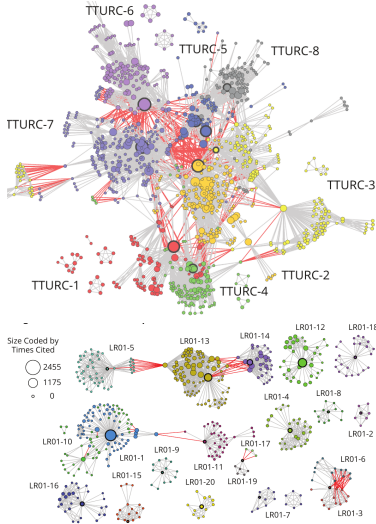 TTURC-6
TTURC-5
TTURC-8
TTURC-7
TTURC-3
TTURC-1
TTURC-2
TTURC-4
Size Coded by
Times Cited
2455
1175
0
LR01-5
LR01-13
LR01-14
LR01-12
LR01-18
LR01-4
LR01-8
LR01-2
LR01-10
LR01-1
LR01-9
LR01-11
LR01-17
LR01-19
LR01-6
LR01-16
LR01-15
LR01-20
LR01-7
LR01-3